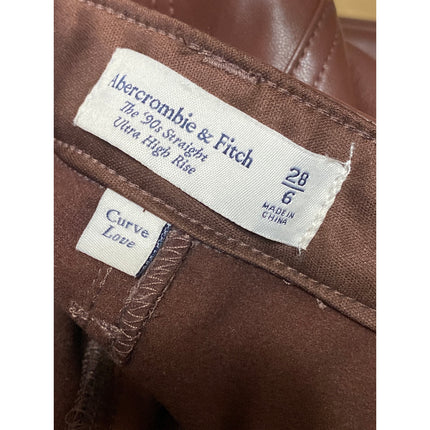 Abercrombie & Fitch
The '90s Straight
Ultra High Rise
28
6
MADE IN
CHINA
Curve
Love